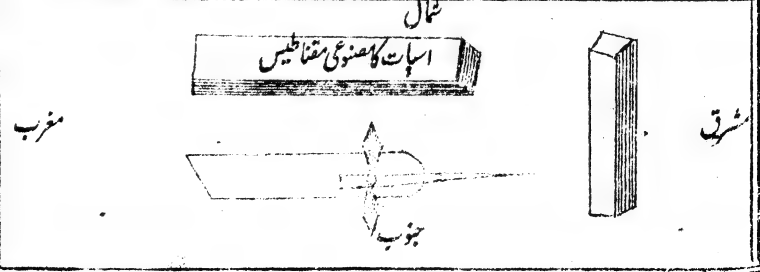 شمال
اسپات کا مصنوعی مقناطیس
مشرق
مغرب
جنوب